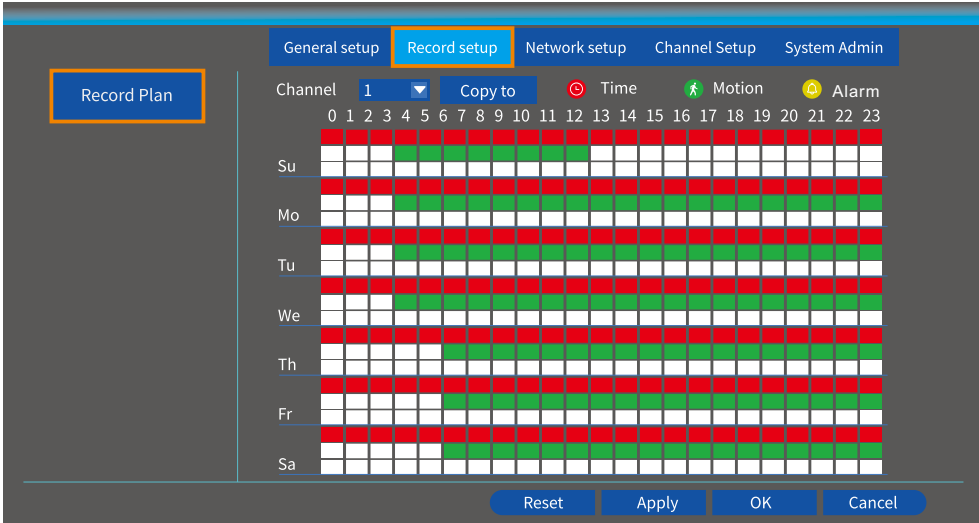 General setup Record setup Network setup Channel Setup System Admin
Record Plan
Channel 1 Copy to Time Motion Alarm
0 1 2 3 4 5 6 7 8 9 10 11 12 13 14 15 16 17 18 19 20 21 22 23
Su
Mo
Tu
We
Th
Fr
Sa
Reset Apply OK Cancel